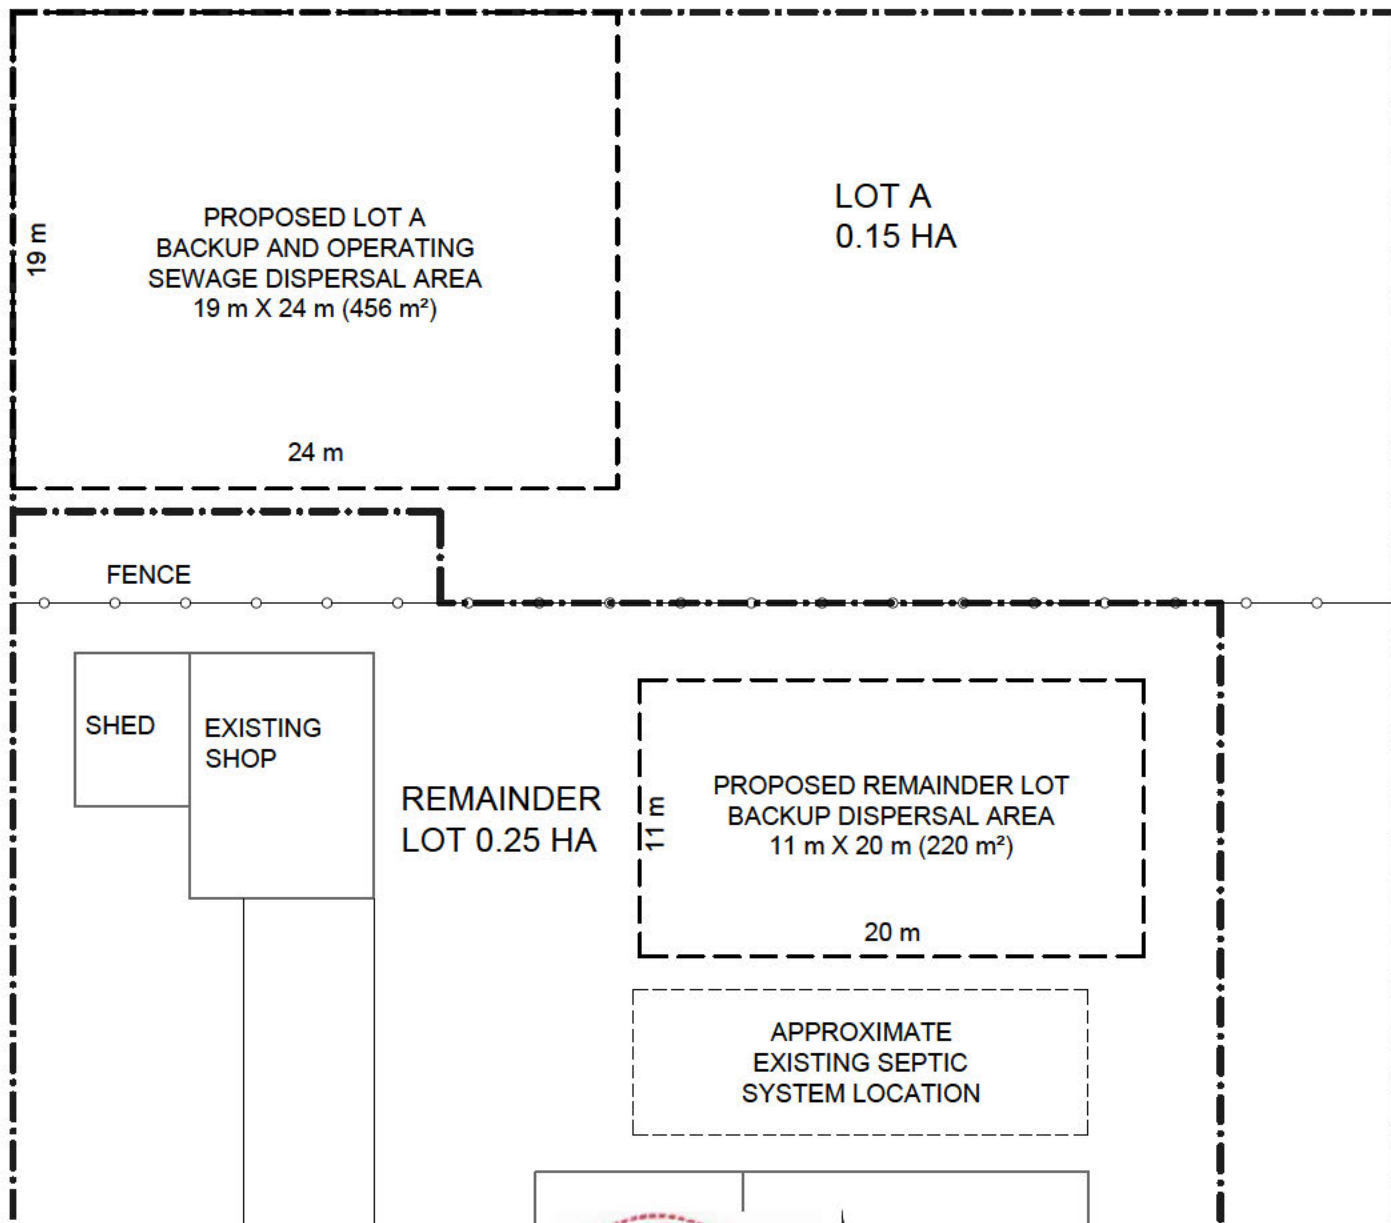 PROPOSED LOT A
BACKUP AND OPERATING
SEWAGE DISPERSAL AREA
19 m X 24 m (456 m²)
19 m
24 m
LOT A
0.15 HA
FENCE
SHED
EXISTING
SHOP
REMAINDER
LOT 0.25 HA
PROPOSED REMAINDER LOT
BACKUP DISPERSAL AREA
11 m X 20 m (220 m²)
11 m
20 m
APPROXIMATE
EXISTING SEPTIC
SYSTEM LOCATION